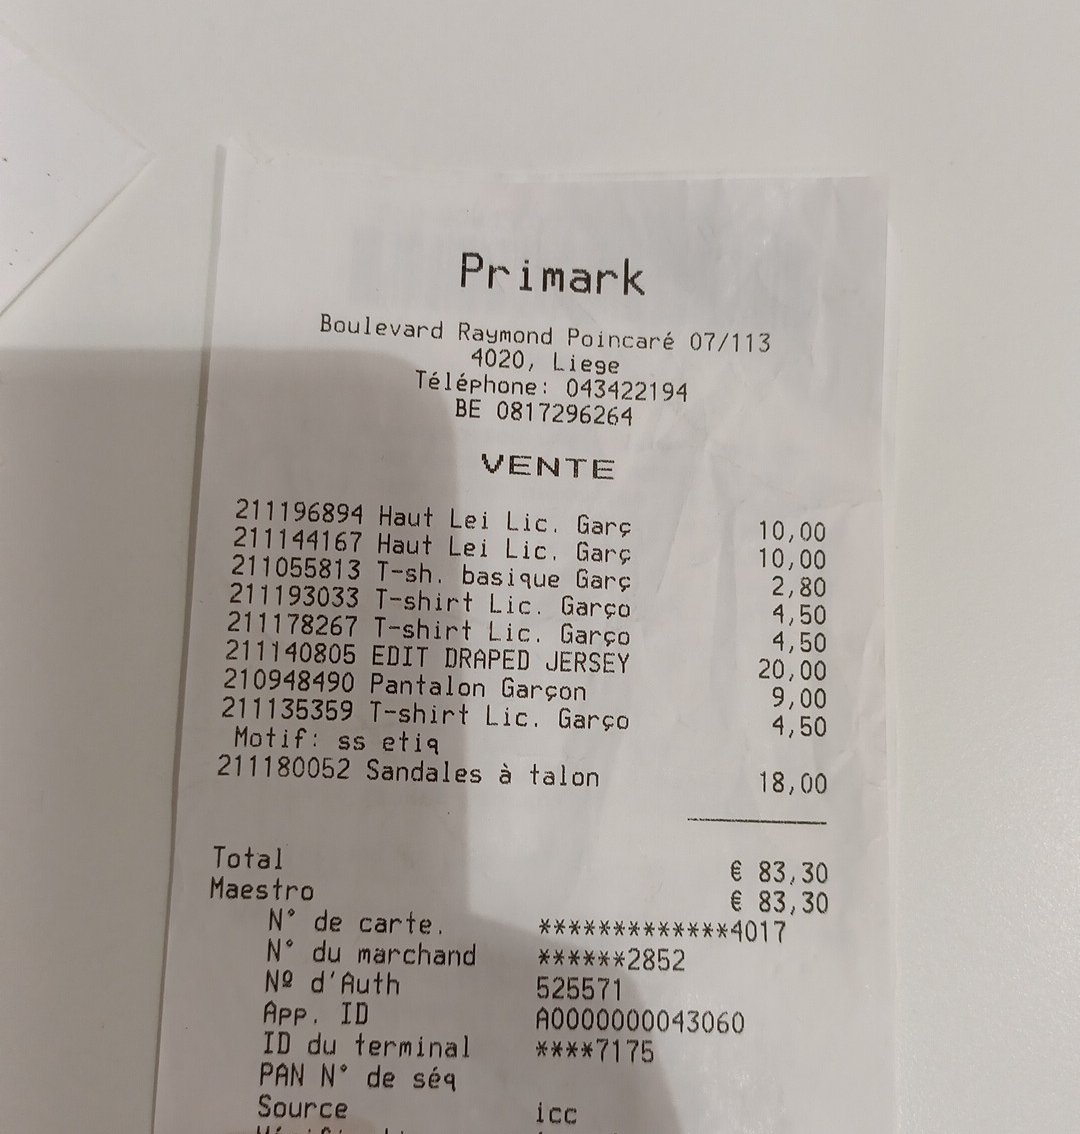 Primark
Boulevard Raymond Poincaré 07/113
4020, Liege
Téléphone: 043422194
BE 0817296264
VENTE
211196894 Haut Lei Lic. Garç 10,00
211144167 Haut Lei Lic. Garç 10,00
211055813 T-sh. basique Garç 2,80
211193033 T-shirt Lic. Garço 4,50
211178267 T-shirt Lic. Garço 4,50
211140805 EDIT DRAPED JERSEY 20,00
210948490 Pantalon Garçon 9,00
211135359 T-shirt Lic. Garço 4,50
Motif: ss etiq
211180052 Sandales à talon 18,00
Total € 83,30
Maestro € 83,30
N° de carte. *************4017
N° du marchand ******2852
Nº d'Auth 525571
App. ID A0000000043060
ID du terminal ****7175
PAN N° de séq
Source icc